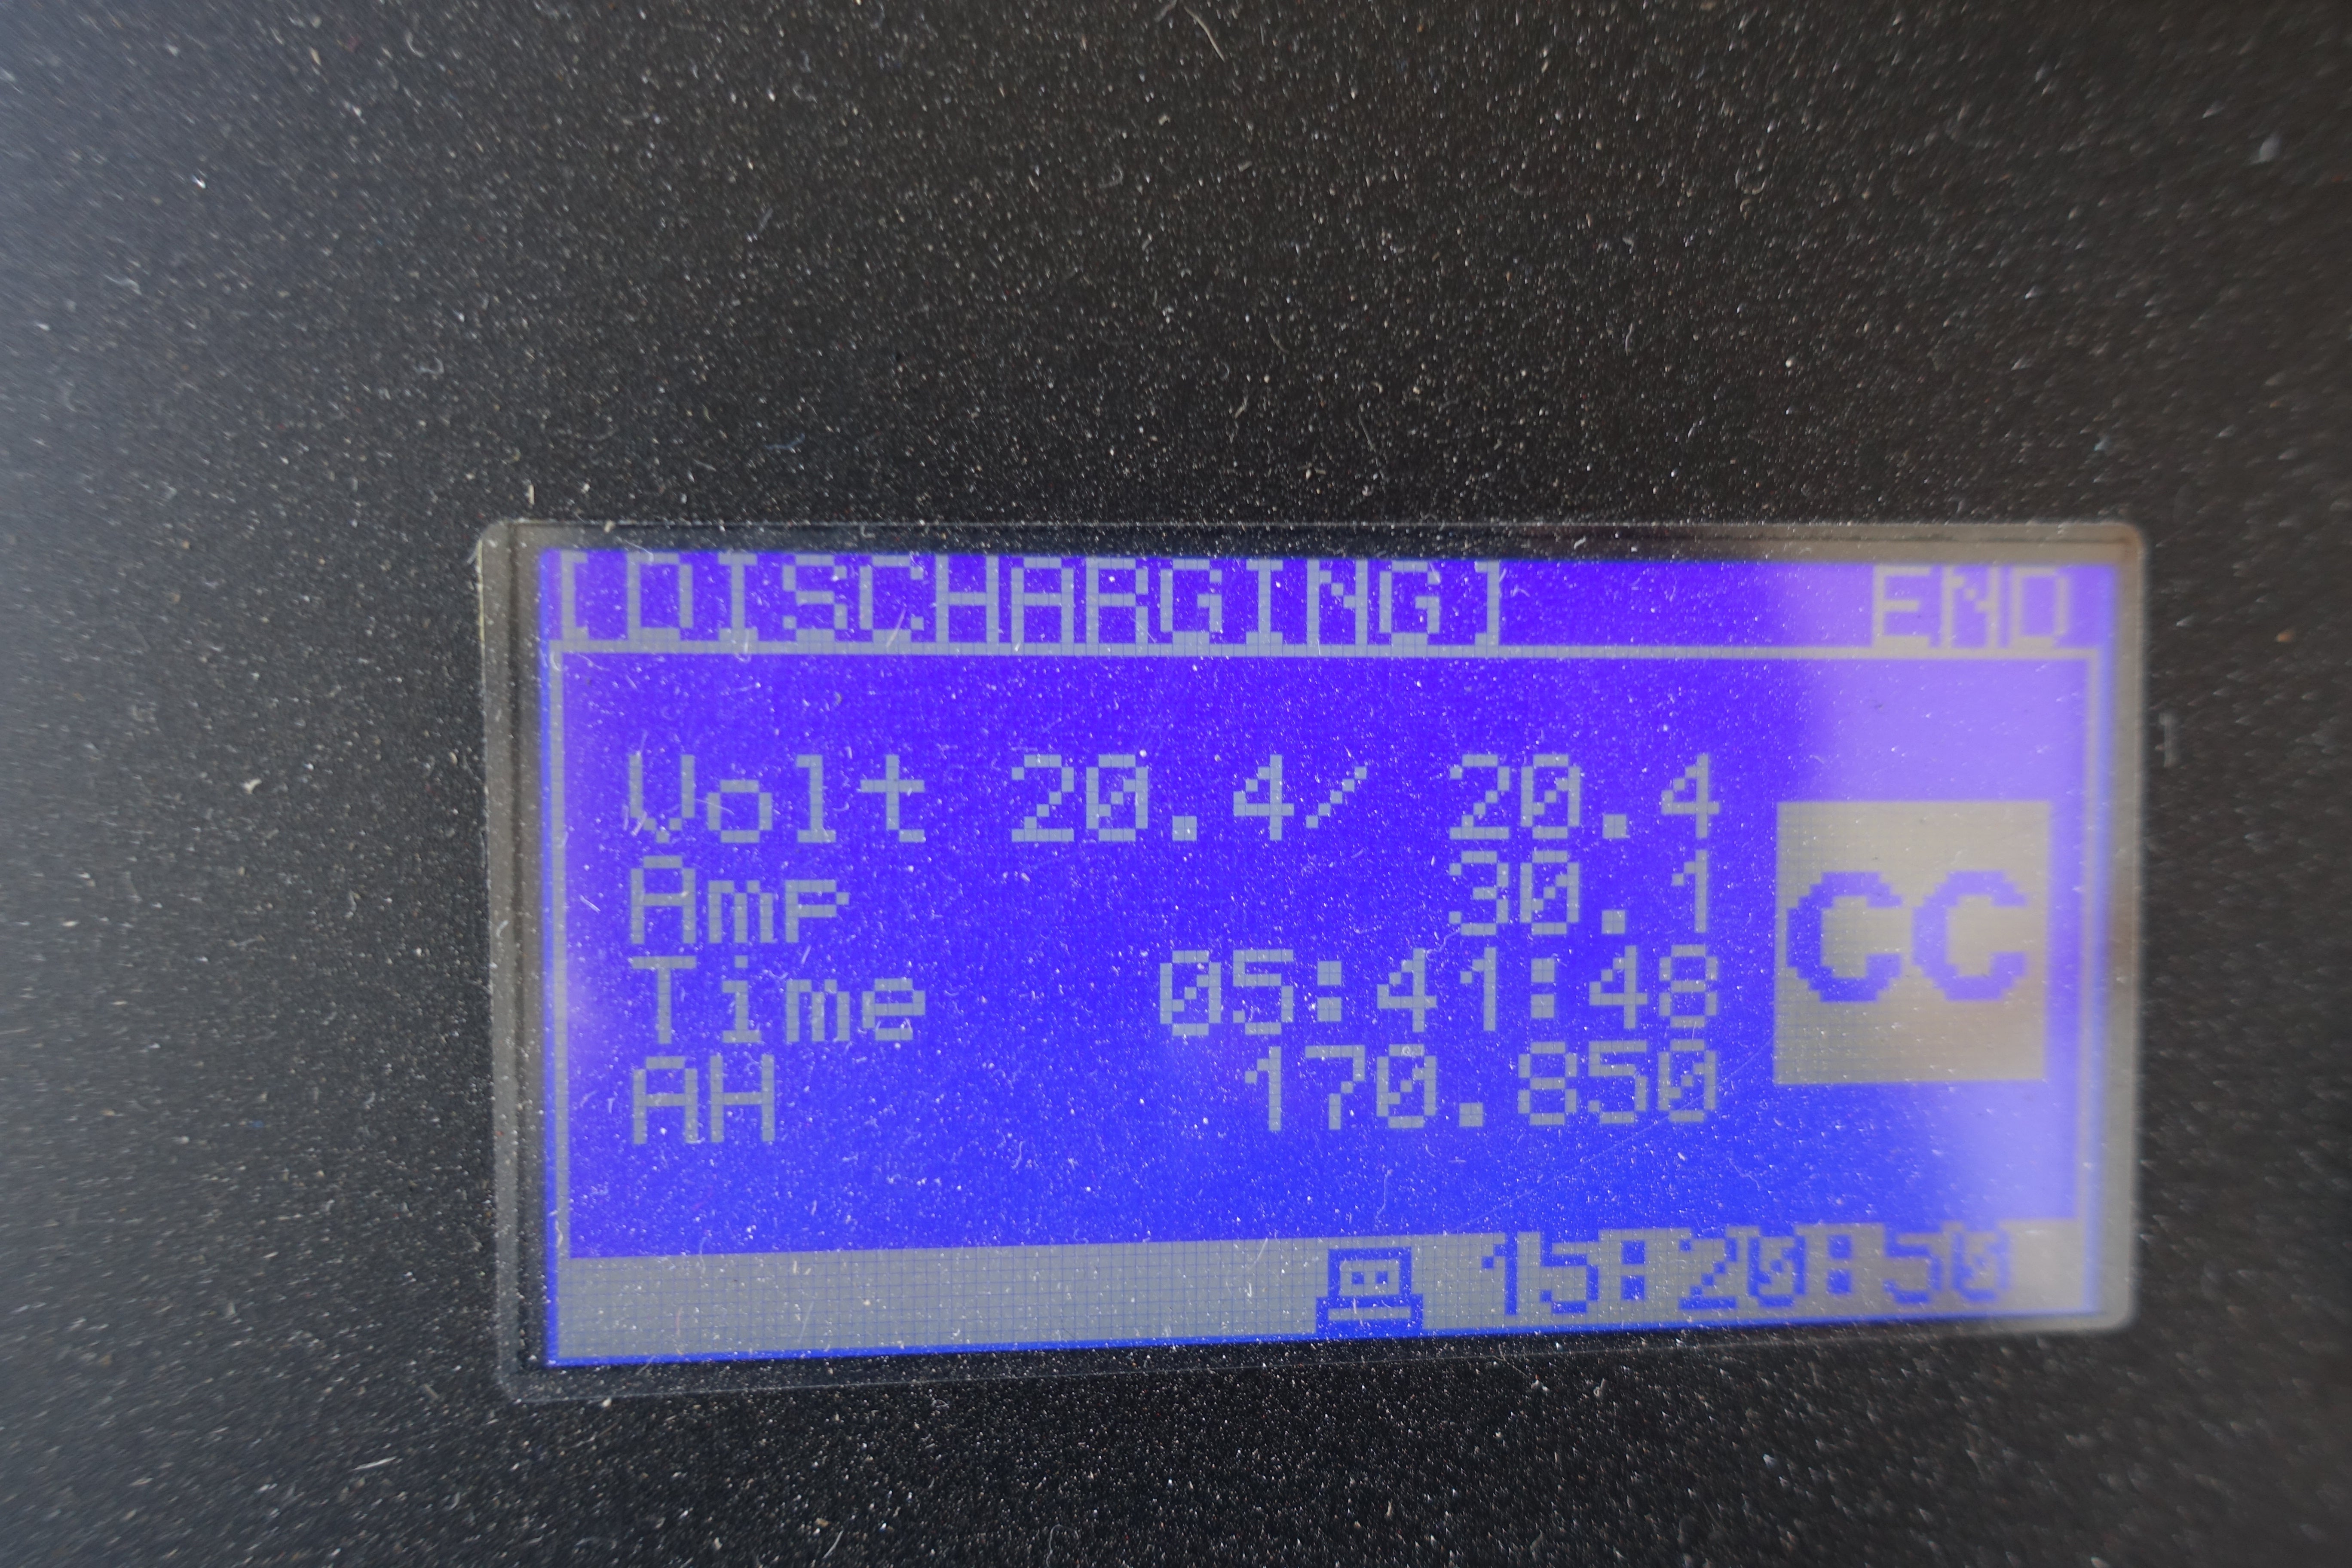 [DISCHARGING] END
Volt 20.4/ 20.4
Amp 30.1
CC
Time 05:41:48
AH 170.850
15:20:50